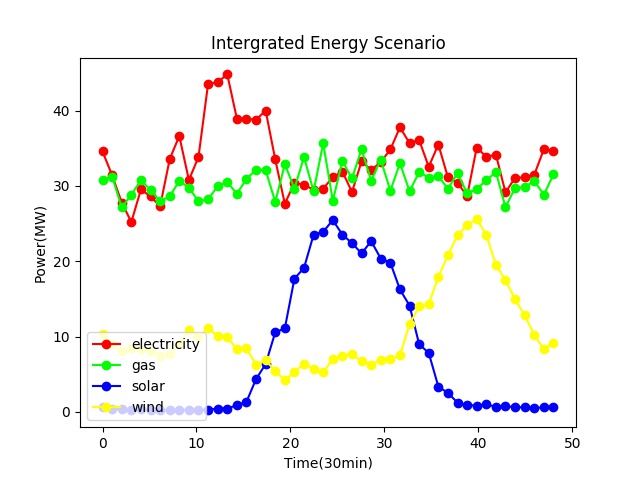 Intergrated Energy Scenario
Power(MW)
40
30
20
10
0
electricity
gas
solar
wind
0 10 20 30 40 50
Time(30min)